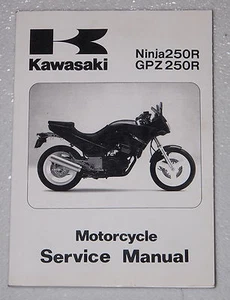 Kawasaki
Ninja250R
GPZ250R
Motorcycle
Service Manual